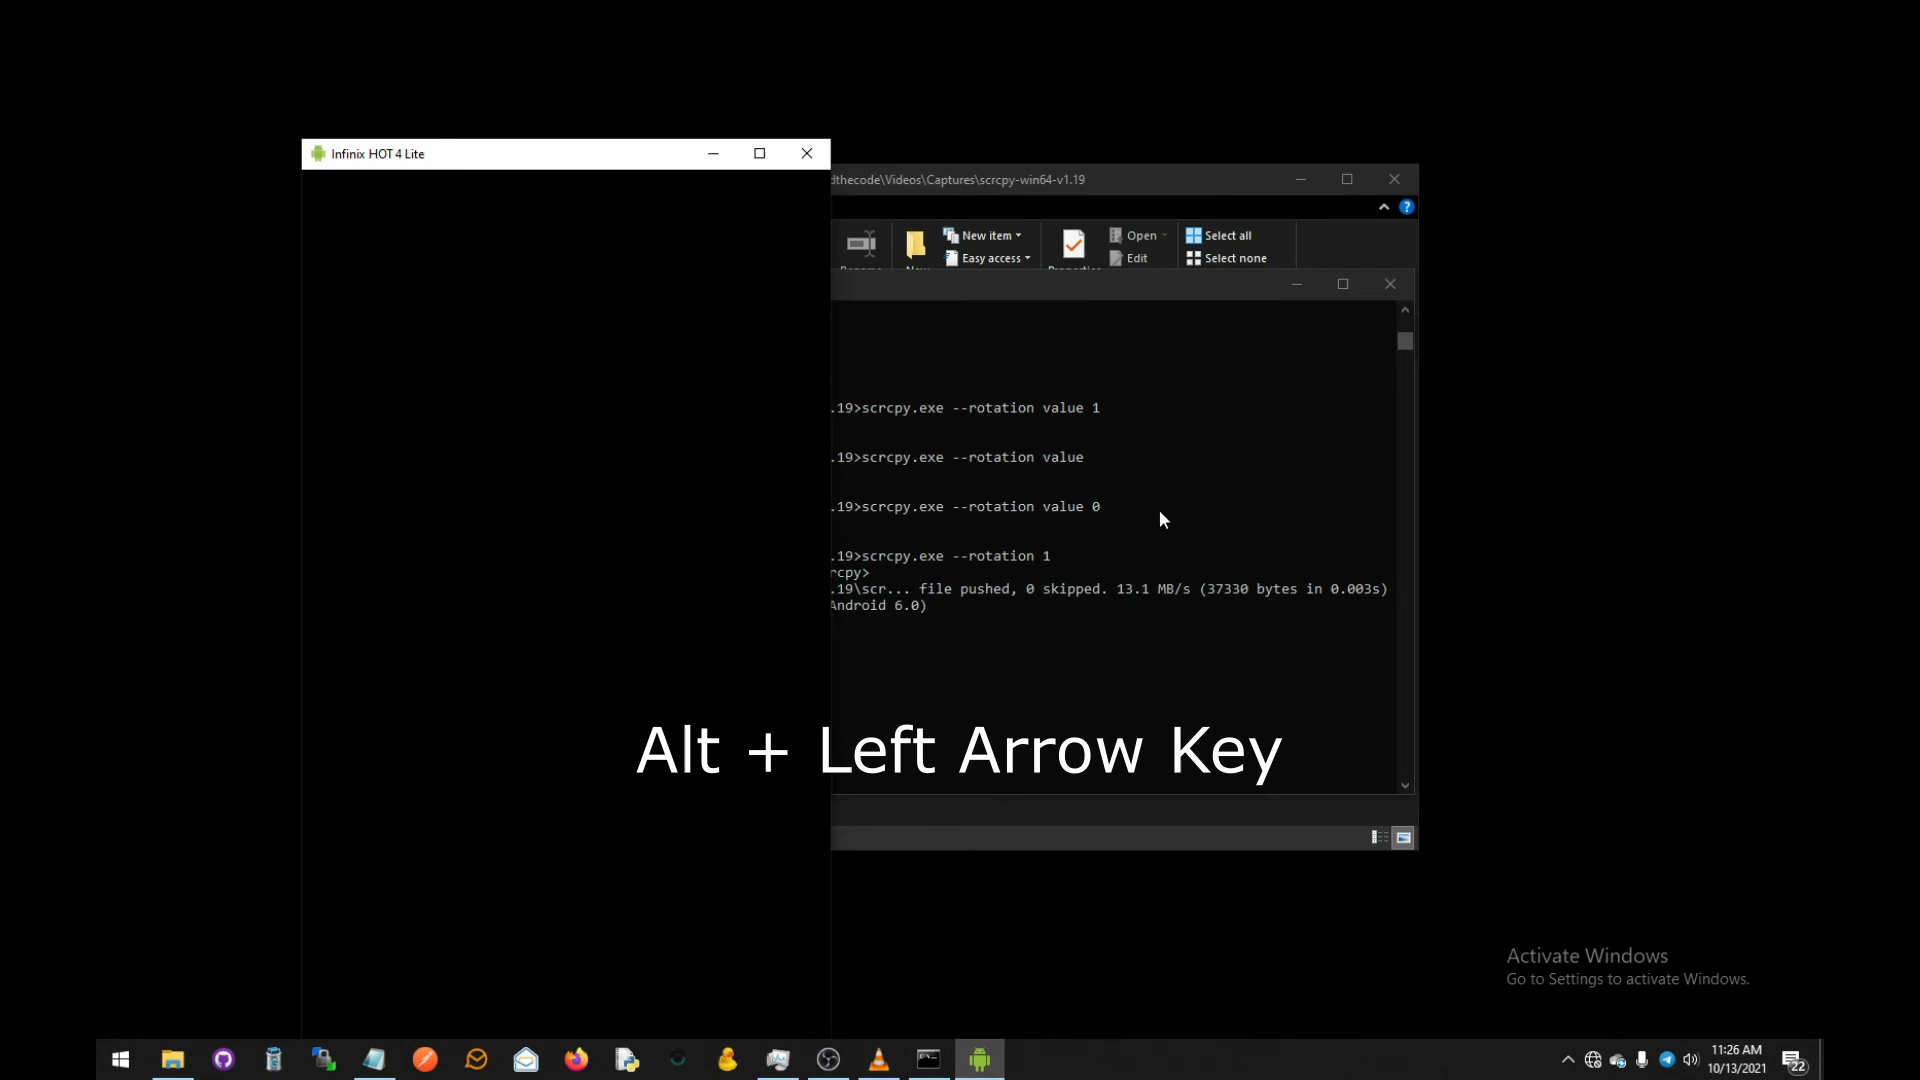 Infinix HOT 4 Lite
dthecode\Videos\Captures\scrcpy-win64-v1.19
New item
Open
Select all
Easy access
Edit
Select none
.19>scrcpy.exe --rotation value 1
.19>scrcpy.exe --rotation value
.19>scrcpy.exe --rotation value 0
.19>scrcpy.exe --rotation 1
rcpy>
.19\scr... file pushed, 0 skipped. 13.1 MB/s (37330 bytes in 0.003s)
Android 6.0)
Alt + Left Arrow Key
Activate Windows
Go to Settings to activate Windows.
11:26 AM
10/13/2021
22